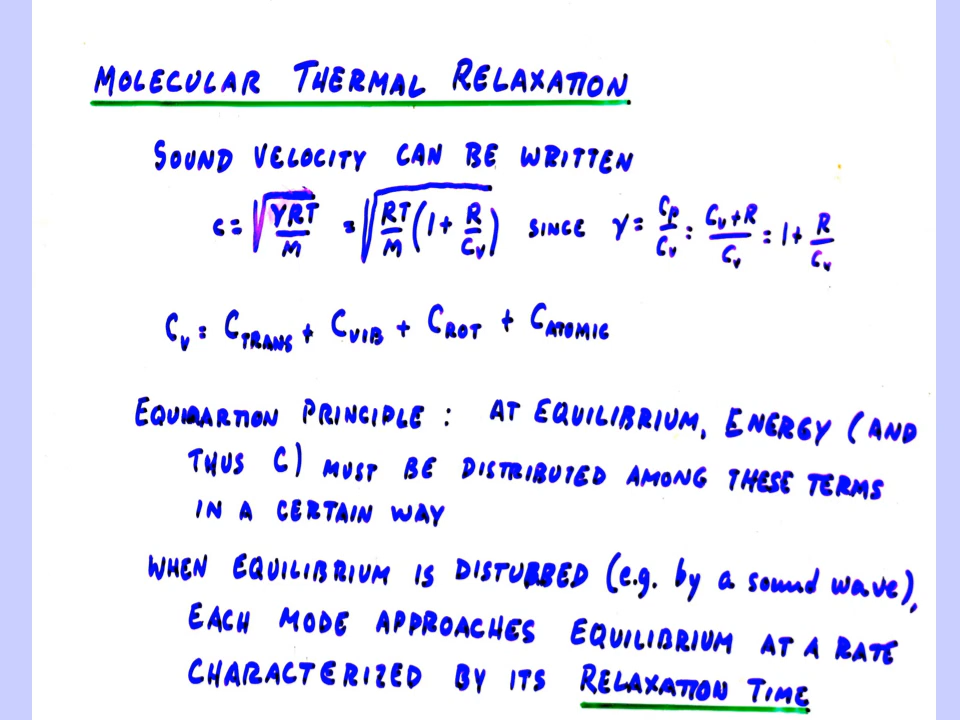 MOLECULAR THERMAL RELAXATION
SOUND VELOCITY CAN BE WRITTEN
c = √(γRT/M) = √(RT/M (1 + R/Cv)) SINCE γ = Cp/Cv = Cv+R/Cv = 1 + R/Cv
Cv = CTRANS + CVIB + CROT + CATOMIC
EQUIPARTION PRINCIPLE : AT EQUILIBRIUM, ENERGY (AND
THUS C) MUST BE DISTRIBUTED AMONG THESE TERMS
IN A CERTAIN WAY
WHEN EQUILIBRIUM IS DISTURBED (e.g. by a sound wave),
EACH MODE APPROACHES EQUILIBRIUM AT A RATE
CHARACTERIZED BY ITS RELAXATION TIME